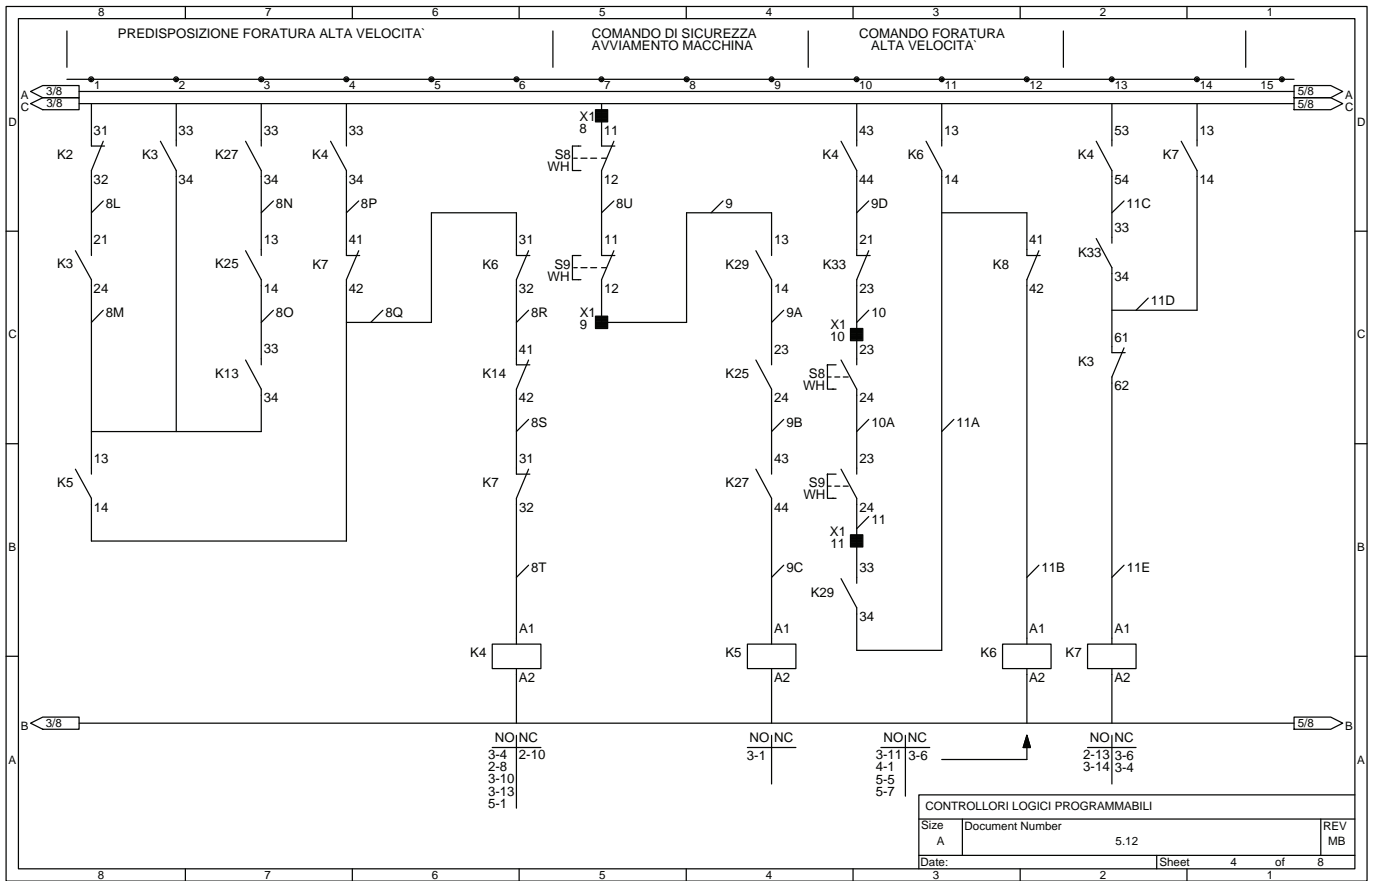 8 7 6 5 4 3 2 1
PREDISPOSIZIONE FORATURA ALTA VELOCITA`
COMANDO DI SICUREZZA
AVVIAMENTO MACCHINA
COMANDO FORATURA
ALTA VELOCITA`
1 2 3 4 5 6 7 8 9 10 11 12 13 14 15
A 3/8 5/8 A
C 3/8 5/8 C
D X1 D
8
31 33 33 33 11 43 13 53 13
K2 K3 K27 K4 S8 K4 K6 K4 K7
WH
32 34 34 34 12 44 14 54 14
8L 8N 8P 8U 9 9D 11C
21 13 41 31 11 13 21 41 33
K3 K25 K7 K6 S9 K29 K33 K8 K33
WH
24 14 42 32 12 14 23 42 34
8M 8O 8Q 8R X1 9A 10 11D
9
C X1 C
10
33 41 23 23 61
K13 K14 K25 S8 K3
WH
34 42 24 24 62
8S 9B 10A 11A
13 31 43 23
K5 K7 K27 S9
WH
14 32 44 24
11
X1
11
B B
8T 9C 33 11B 11E
K29
34
A1 A1 A1 A1
K4 K5 K6 K7
A2 A2 A2 A2
B 3/8 5/8 B
NO NC NO NC NO NC NO NC
3-4 2-10 3-1 3-11 3-6 2-13 3-6
2-8 4-1 3-14 3-4
3-10 5-5
3-13 5-7
5-1
A A
CONTROLLORI LOGICI PROGRAMMABILI
Size Document Number REV
A 5.12 MB
Date: Sheet 4 of 8
8 7 6 5 4 3 2 1